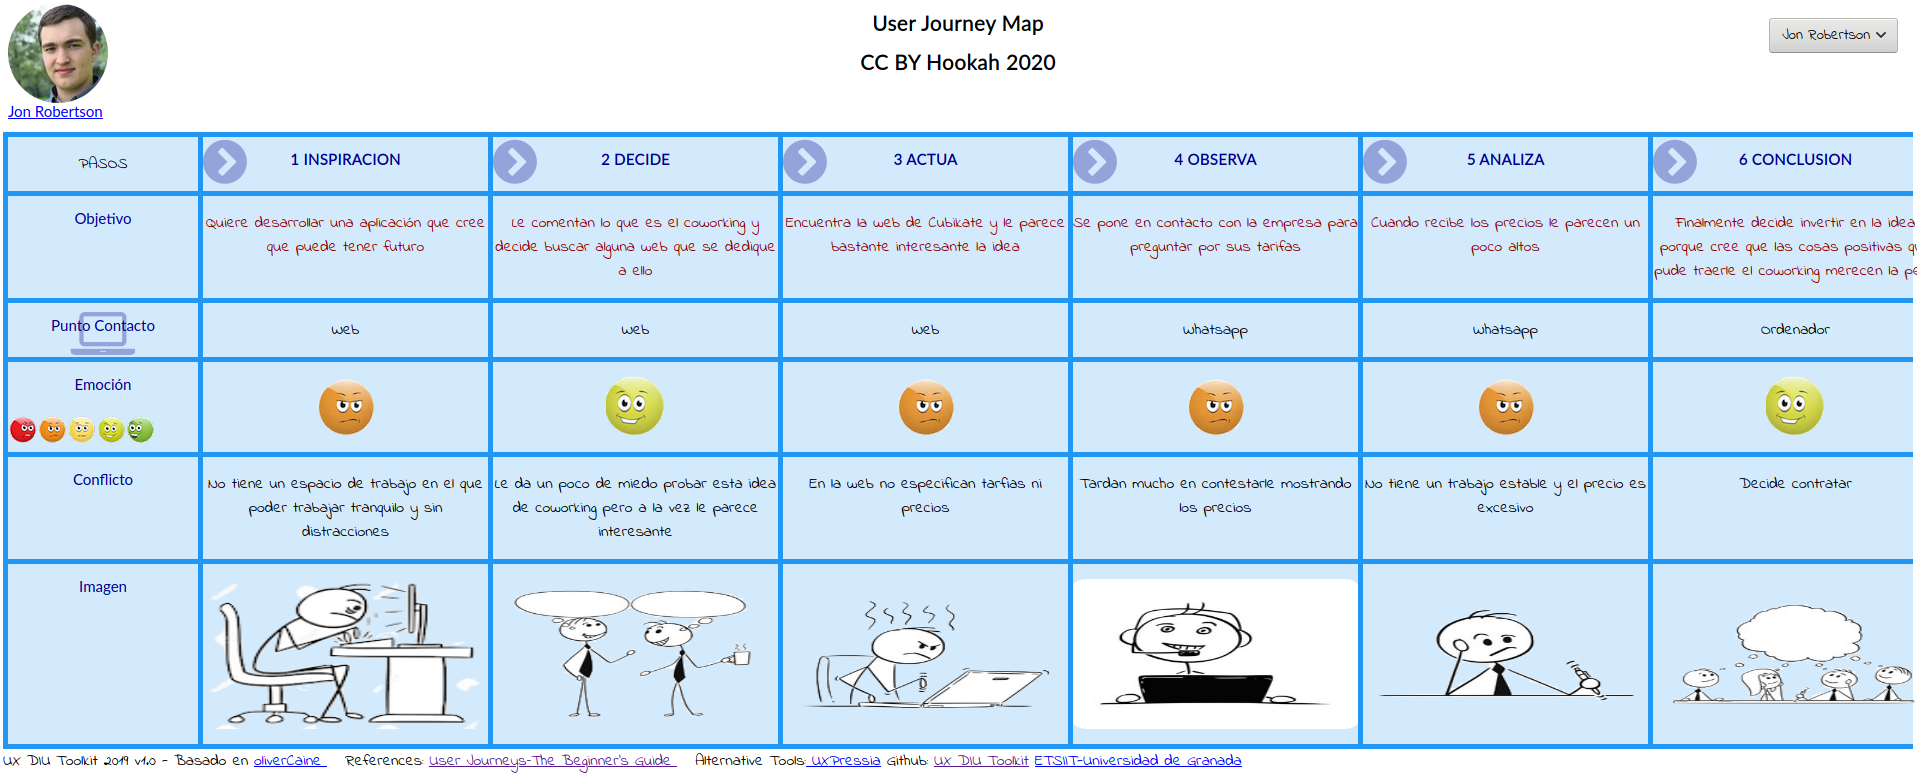 User Journey Map
CC BY Hookah 2020
Jon Robertson
Jon Robertson
PASOS
1 INSPIRACION
2 DECIDE
3 ACTUA
4 OBSERVA
5 ANALIZA
6 CONCLUSION
Objetivo
Quiere desarrollar una aplicación que cree
que puede tener futuro
Le comentan lo que es el coworking y
decide buscar alguna web que se dedique
a ello
Encuentra la web de Cubikate y le parece
bastante interesante la idea
Se pone en contacto con la empresa para
preguntar por sus tarifas
Cuando recibe los precios le parecen un
poco altos
Finalmente decide invertir en la idea
porque cree que las cosas positivas
pude traerle el coworking merecen la
Punto Contacto
Web
Web
Web
Whatsapp
Whatsapp
Ordenador
Emoción
Conflicto
No tiene un espacio de trabajo en el que
poder trabajar tranquilo y sin
distracciones
Le da un poco de miedo probar esta idea
de coworking pero a la vez le parece
interesante
En la web no especifican tarfias ni
precios
Tardan mucho en contestarle mostrando
los precios
No tiene un trabajo estable y el precio es
excesivo
Decide contratar
Imagen
UX DIU Toolkit 2019 v1.0 - Basado en oliverCaine References: User Journeys-The Beginner's Guide Alternative Tools: UXPressia Github: UX DIU Toolkit ETSIIT-Universidad de Granada